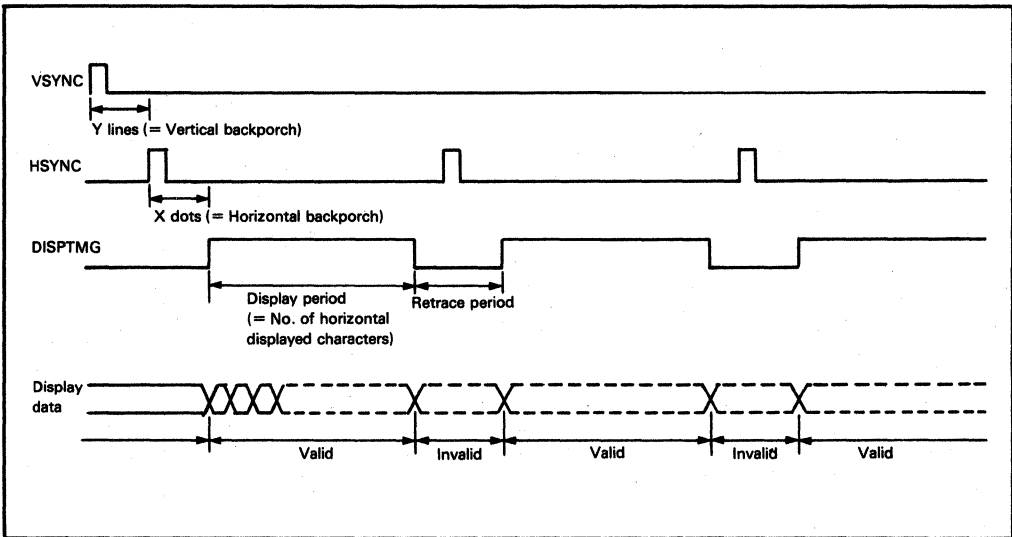 VSYNC
Y lines (= Vertical backporch)
HSYNC
X dots (= Horizontal backporch)
DISPTMG
Display period
(= No. of horizontal
displayed characters)
Retrace period
Display
data
Valid
Invalid
Valid
Invalid
Valid